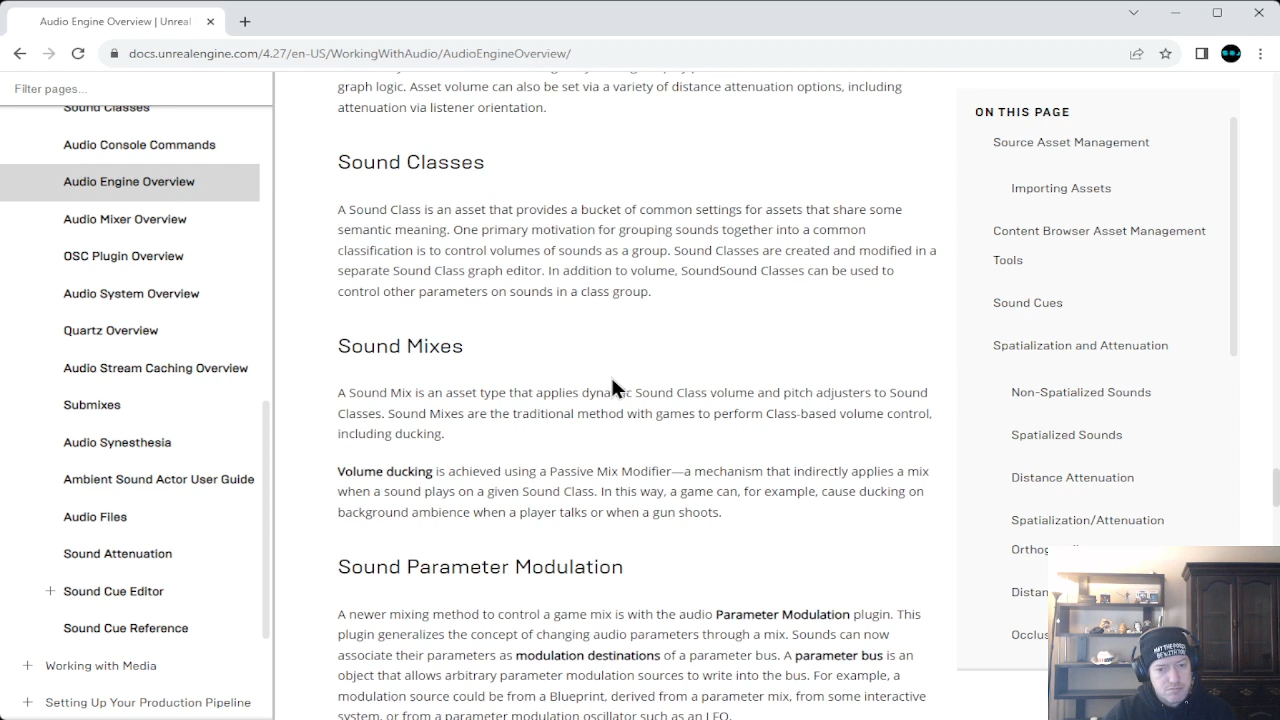 Audio Engine Overview | Unreal
docs.unrealengine.com/4.27/en-US/WorkingWithAudio/AudioEngineOverview/
Filter pages...
Sound Classes
Audio Console Commands
Audio Engine Overview
Audio Mixer Overview
OSC Plugin Overview
Audio System Overview
Quartz Overview
Audio Stream Caching Overview
Submixes
Audio Synesthesia
Ambient Sound Actor User Guide
Audio Files
Sound Attenuation
Sound Cue Editor
Sound Cue Reference
Working with Media
Setting Up Your Production Pipeline
graph logic. Asset volume can also be set via a variety of distance attenuation options, including
attenuation via listener orientation.
Sound Classes
A Sound Class is an asset that provides a bucket of common settings for assets that share some
semantic meaning. One primary motivation for grouping sounds together into a common
classification is to control volumes of sounds as a group. Sound Classes are created and modified in a
separate Sound Class graph editor. In addition to volume, SoundSound Classes can be used to
control other parameters on sounds in a class group.
Sound Mixes
A Sound Mix is an asset type that applies dynamic Sound Class volume and pitch adjusters to Sound
Classes. Sound Mixes are the traditional method with games to perform Class-based volume control,
including ducking.
Volume ducking is achieved using a Passive Mix Modifier—a mechanism that indirectly applies a mix
when a sound plays on a given Sound Class. In this way, a game can, for example, cause ducking on
background ambience when a player talks or when a gun shoots.
Sound Parameter Modulation
A newer mixing method to control a game mix is with the audio Parameter Modulation plugin. This
plugin generalizes the concept of changing audio parameters through a mix. Sounds can now
associate their parameters as modulation destinations of a parameter bus. A parameter bus is an
object that allows arbitrary parameter modulation sources to write into the bus. For example, a
modulation source could be from a Blueprint, derived from a parameter mix, from some interactive
system, or from a parameter modulation oscillator such as an LFO.
ON THIS PAGE
Source Asset Management
Importing Assets
Content Browser Asset Management
Tools
Sound Cues
Spatialization and Attenuation
Non-Spatialized Sounds
Spatialized Sounds
Distance Attenuation
Spatialization/Attenuation